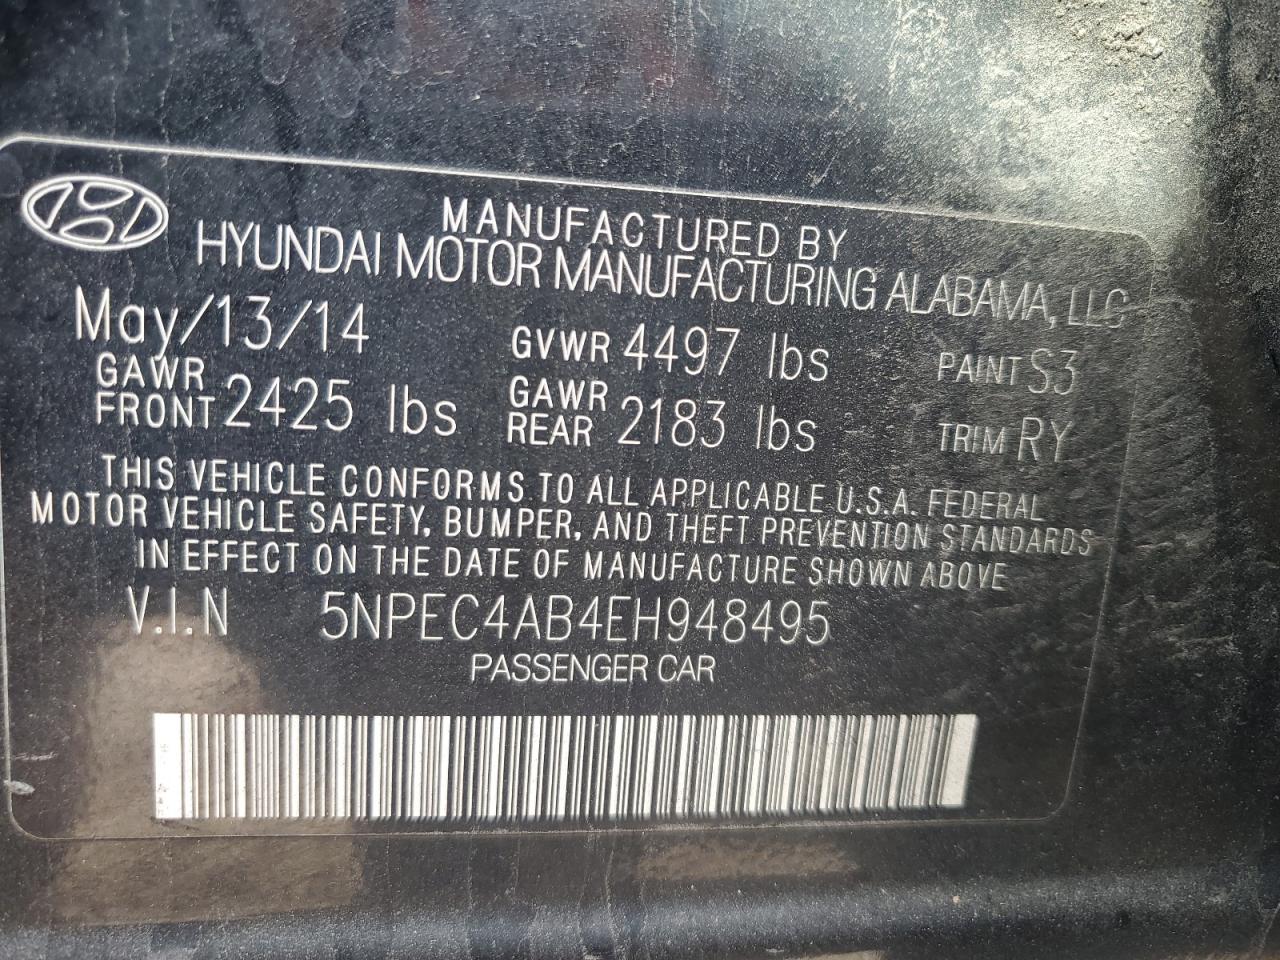 MANUFACTURED BY
HYUNDAI MOTOR MANUFACTURING ALABAMA, LLC
May/13/14 GVWR 4497 lbs PAINT S3
GAWR FRONT 2425 lbs GAWR REAR 2183 lbs TRIM RY
THIS VEHICLE CONFORMS TO ALL APPLICABLE U.S.A. FEDERAL
MOTOR VEHICLE SAFETY, BUMPER, AND THEFT PREVENTION STANDARDS
IN EFFECT ON THE DATE OF MANUFACTURE SHOWN ABOVE
V.I.N 5NPEC4AB4EH948495
PASSENGER CAR